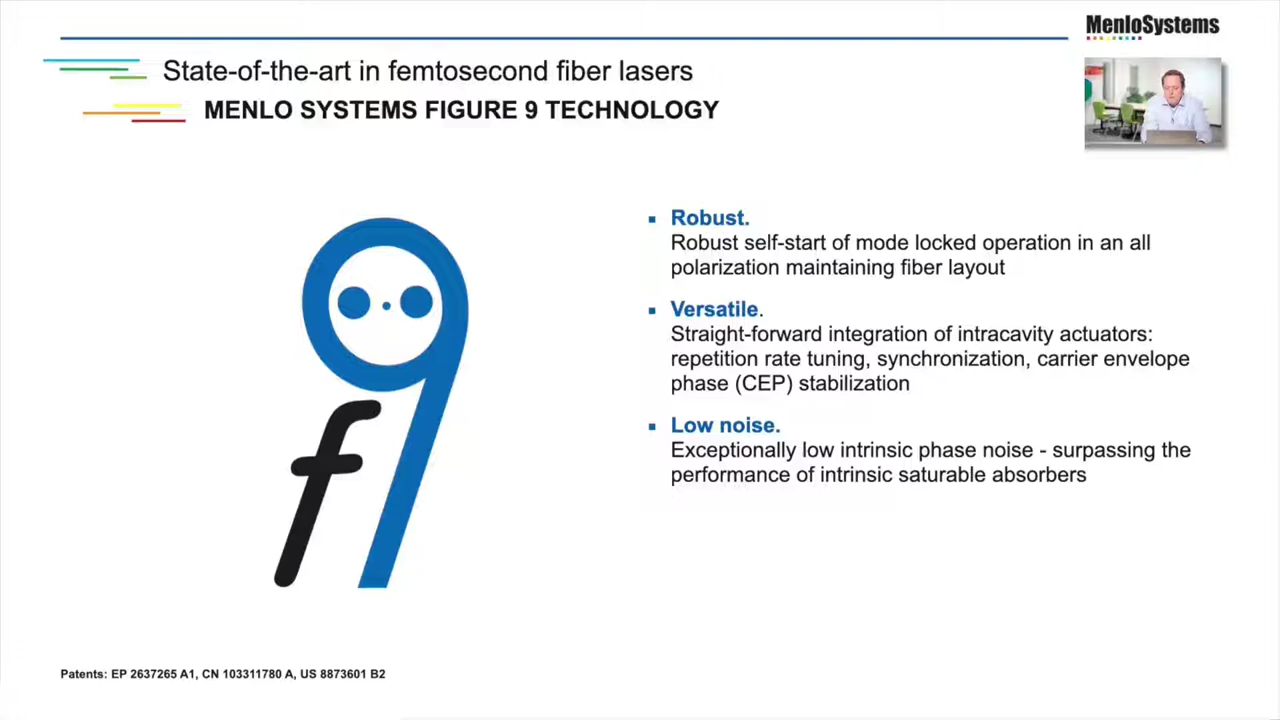 MenloSystems
State-of-the-art in femtosecond fiber lasers
MENLO SYSTEMS FIGURE 9 TECHNOLOGY
f9
▪ Robust.
Robust self-start of mode locked operation in an all
polarization maintaining fiber layout
▪ Versatile.
Straight-forward integration of intracavity actuators:
repetition rate tuning, synchronization, carrier envelope
phase (CEP) stabilization
▪ Low noise.
Exceptionally low intrinsic phase noise - surpassing the
performance of intrinsic saturable absorbers
Patents: EP 2637265 A1, CN 103311780 A, US 8873601 B2